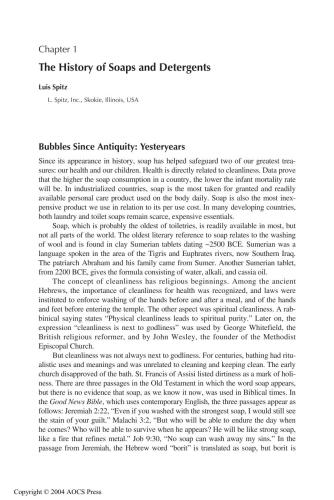 Chapter 1
The History of Soaps and Detergents
Luis Spitz
L. Spitz, Inc., Skokie, Illinois, USA
Bubbles Since Antiquity: Yesteryears
Since its appearance in history, soap has helped safeguard two of our greatest trea-
sures: our health and our children. Health is directly related to cleanliness. Data prove
that the higher the soap consumption in a country, the lower the infant mortality rate
will be. In industrialized countries, soap is the most taken for granted and readily
available personal care product used on the body daily. Soap is also the most inex-
pensive product we use in relation to its per use cost. In many developing countries,
both laundry and toilet soaps remain scarce, expensive essentials.
Soap, which is probably the oldest of toiletries, is readily available in most, but
not all parts of the world. The oldest literary reference to soap relates to the washing
of wool and is found in clay Sumerian tablets dating ~2500 BCE. Sumerian was a
language spoken in the area of the Tigris and Euphrates rivers, now Southern Iraq.
The patriarch Abraham and his family came from Sumer. Another Sumerian tablet,
from 2200 BCE, gives the formula consisting of water, alkali, and cassia oil.
The concept of cleanliness has religious beginnings. Among the ancient
Hebrews, the importance of cleanliness for health was recognized, and laws were
instituted to enforce washing of the hands before and after a meal, and of the hands
and feet before entering the temple. The other aspect was spiritual cleanliness. A rab-
binical saying states “Physical cleanliness leads to spiritual purity.” Later on, the
expression “cleanliness is next to godliness” was used by George Whitefield, the
British religious reformer, and by John Wesley, the founder of the Methodist
Episcopal Church.
But cleanliness was not always next to godliness. For centuries, bathing had ritu-
alistic uses and meanings and was unrelated to cleaning and keeping clean. The early
church disapproved of the bath. St. Francis of Assisi listed dirtiness as a mark of holi-
ness. There are three passages in the Old Testament in which the word soap appears,
but there is no evidence that soap, as we know it now, was used in Biblical times. In
the Good News Bible, which uses contemporary English, the three passages appear as
follows: Jeremiah 2:22, “Even if you washed with the strongest soap, I would still see
the stain of your guilt.” Malachi 3:2, “But who will be able to endure the day when
he comes? Who will be able to survive when he appears? He will be like strong soap,
like a fire that refines metal.” Job 9:30, “No soap can wash away my sins.” In the
passage from Jeremiah, the Hebrew word “borit” is translated as soap, but borit is
Copyright © 2004 AOCS Press